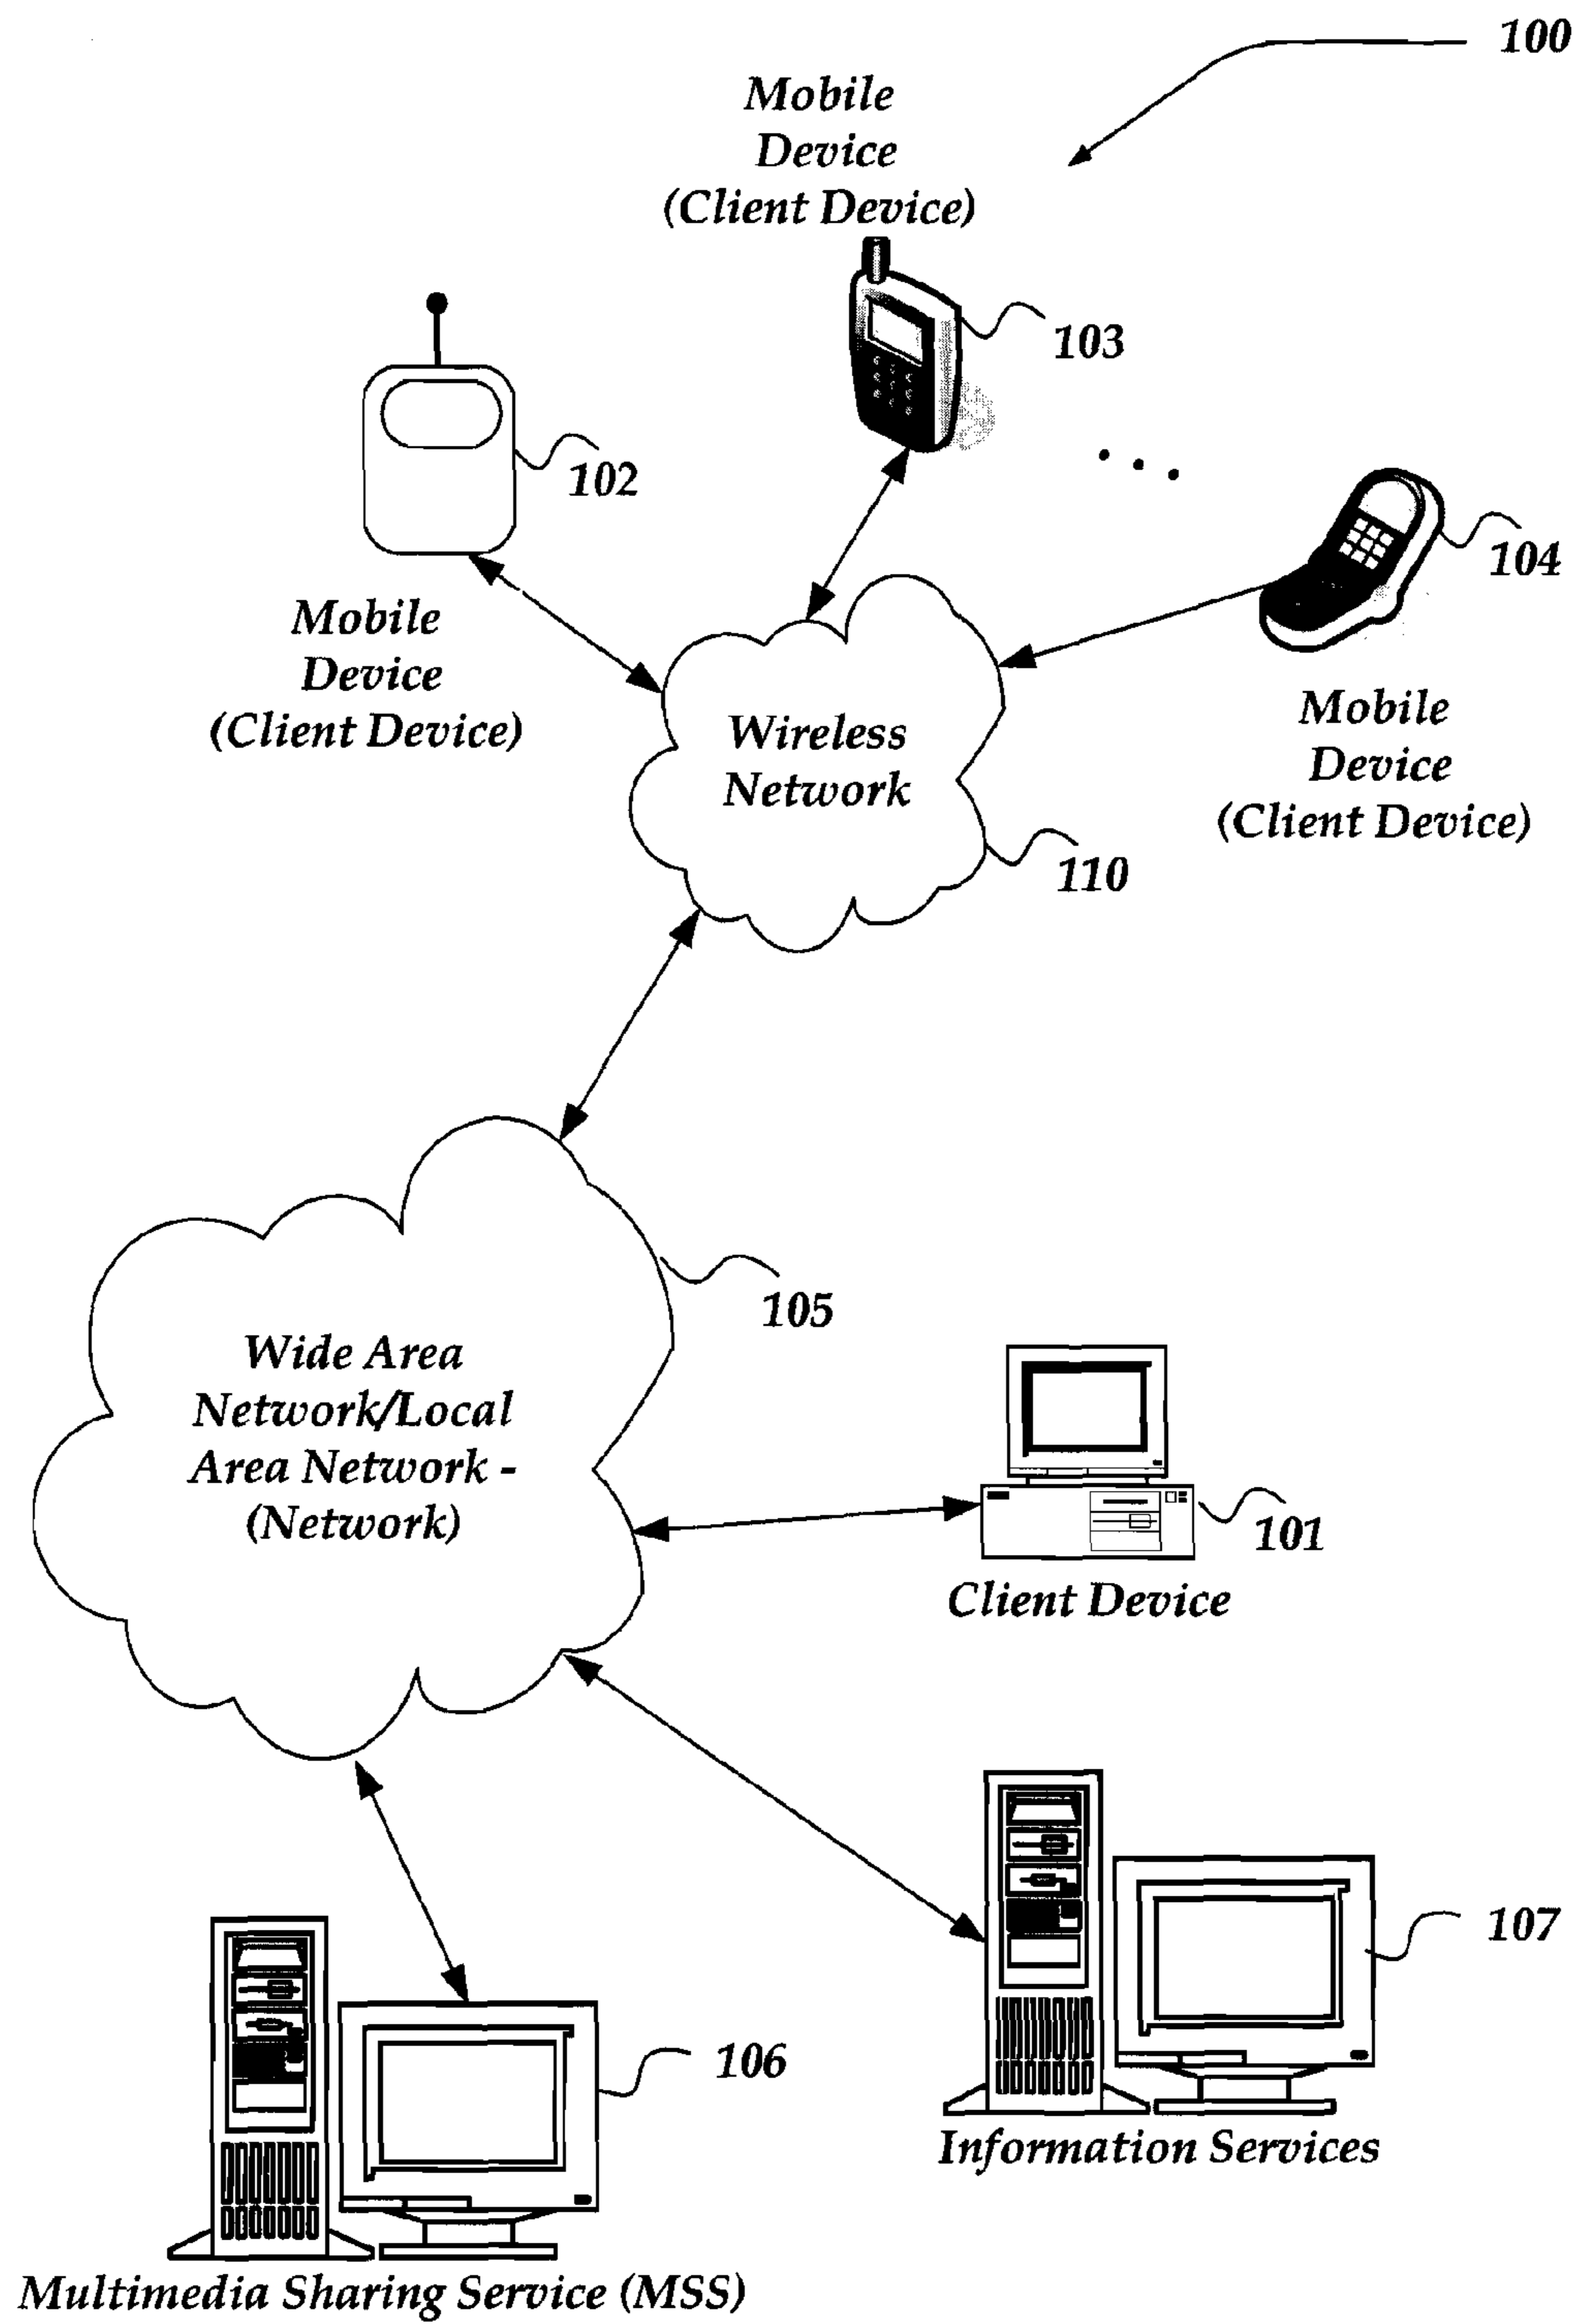 100
Mobile
Device
(Client Device)
103
102
104
Mobile
Device
(Client Device)
Mobile
Device
(Client Device)
Wireless
Network
110
105
Wide Area
Network/Local
Area Network -
(Network)
101
Client Device
107
106
Information Services
Multimedia Sharing Service (MSS)